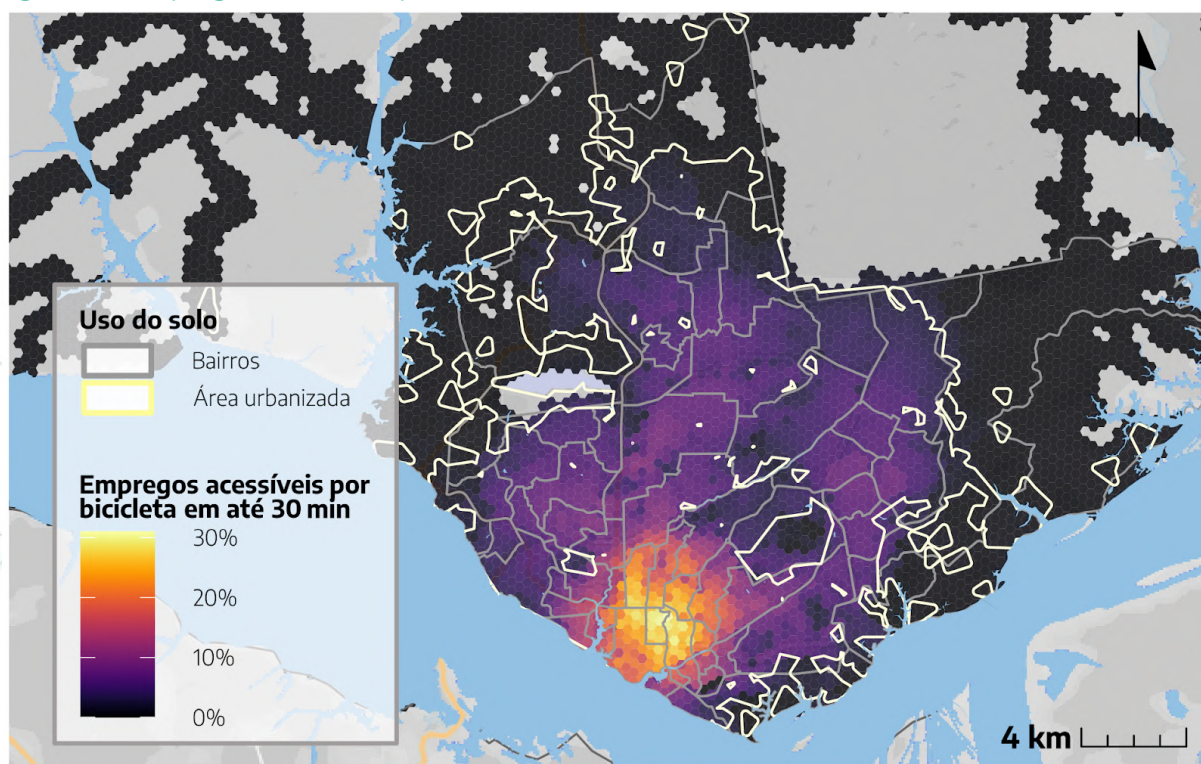 Uso do solo
Bairros
Área urbanizada
Empregos acessíveis por
bicicleta em até 30 min
30%
20%
10%
0%
4 km